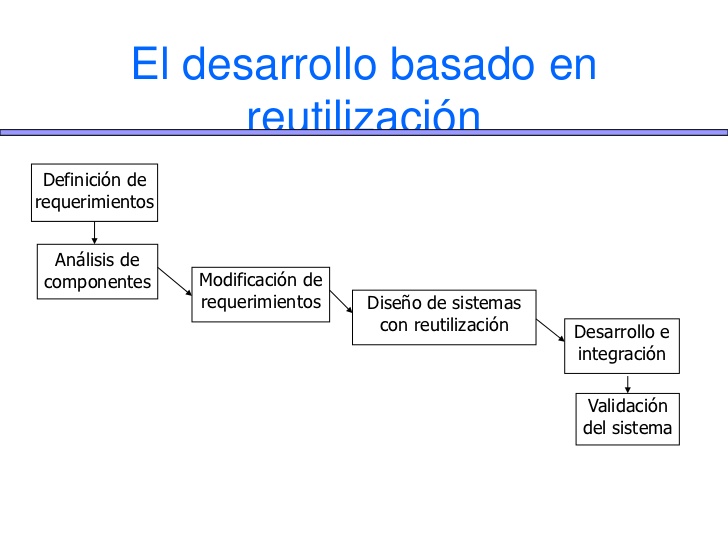 El desarrollo basado en
reutilización
Definición de
requerimientos
Análisis de
componentes
Modificación de
requerimientos
Diseño de sistemas
con reutilización
Desarrollo e
integración
Validación
del sistema